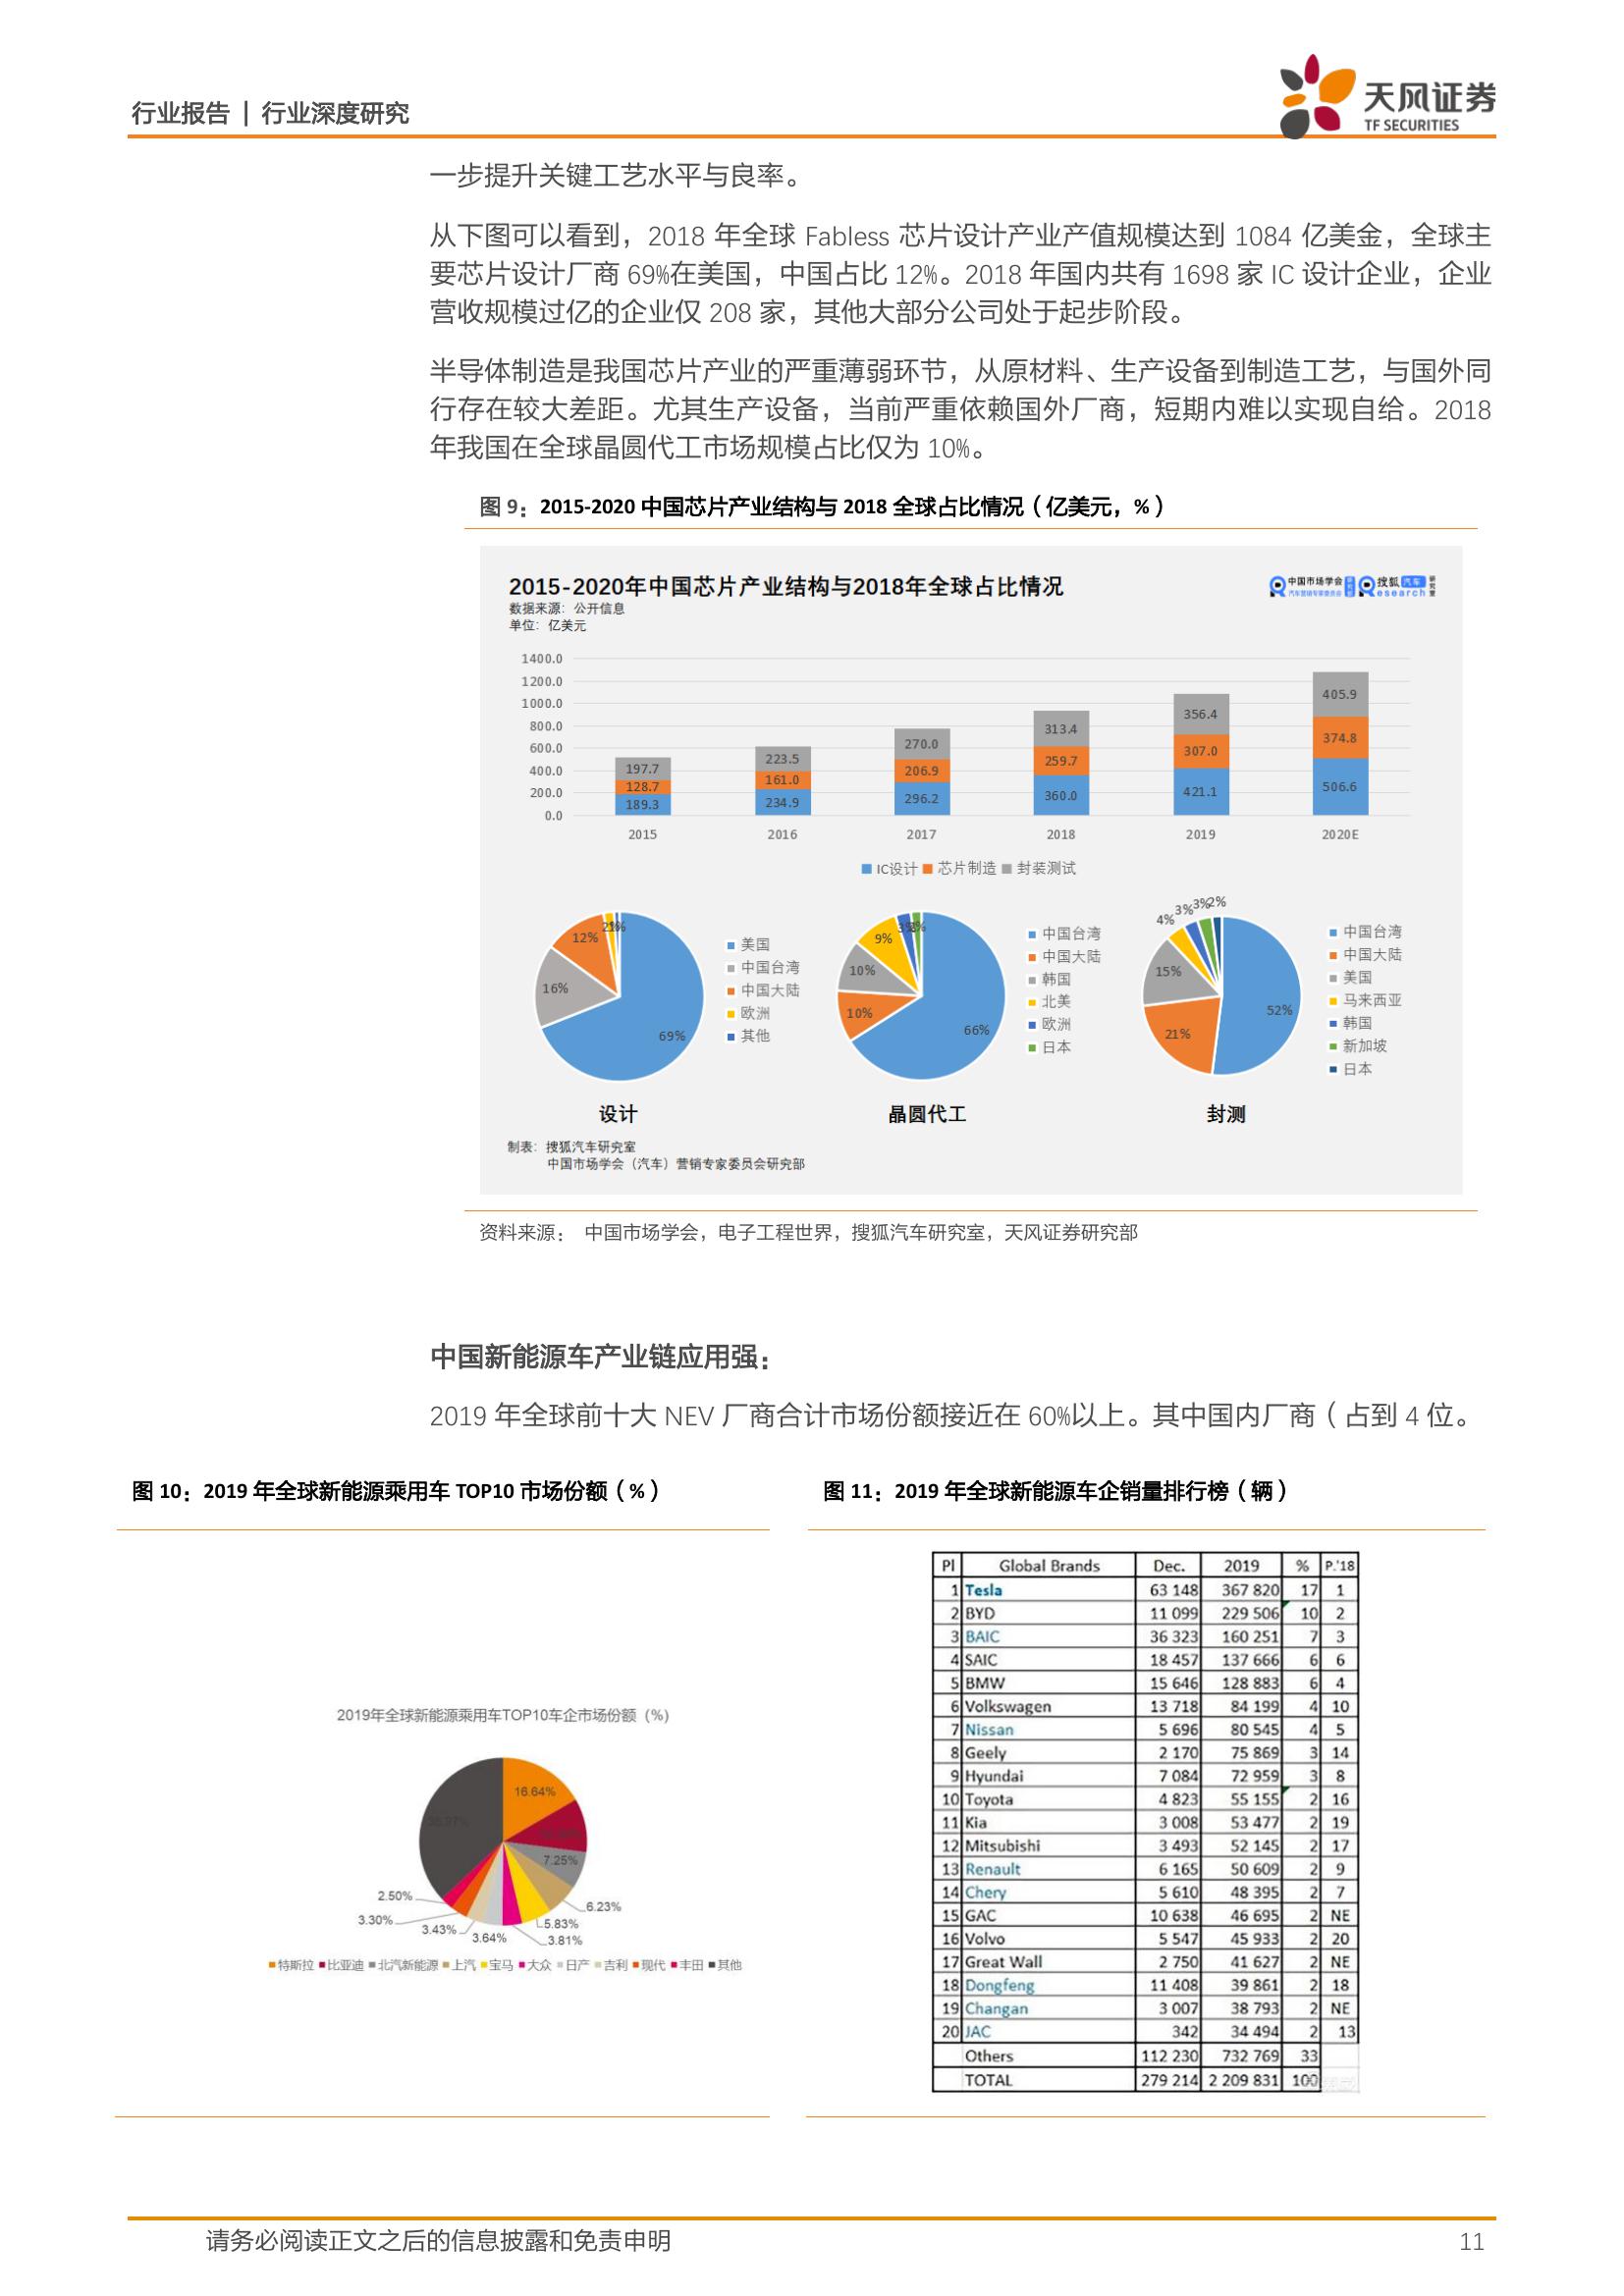 行业报告 | 行业深度研究
天风证券
TF SECURITIES
一步提升关键工艺水平与良率。
从下图可以看到，2018 年全球 Fabless 芯片设计产业产值规模达到 1084 亿美金，全球主
要芯片设计厂商 69%在美国，中国占比 12%。2018 年国内共有 1698 家 IC 设计企业，企业
营收规模过亿的企业仅 208 家，其他大部分公司处于起步阶段。
半导体制造是我国芯片产业的严重薄弱环节，从原材料、生产设备到制造工艺，与国外同
行存在较大差距。尤其生产设备，当前严重依赖国外厂商，短期内难以实现自给。2018
年我国在全球晶圆代工市场规模占比仅为 10%。
图 9：2015-2020 中国芯片产业结构与 2018 全球占比情况（亿美元，%）
2015-2020年中国芯片产业结构与2018年全球占比情况
中国市场学会 搜狐 汽车
esearch
数据来源：公开信息
单位：亿美元
1400.0
1200.0
1000.0
800.0
600.0
400.0
200.0
0.0
197.7 223.5 270.0 313.4 356.4 405.9
128.7 161.0 206.9 259.7 307.0 374.8
189.3 234.9 296.2 360.0 421.1 506.6
2015 2016 2017 2018 2019 2020E
IC设计 芯片制造 封装测试
69% 16% 12%
美国
中国台湾
中国大陆
欧洲
其他
设计
66% 10% 10% 9%
中国台湾
中国大陆
韩国
北美
欧洲
日本
晶圆代工
52% 21% 15% 4% 3% 3% 2%
中国台湾
中国大陆
美国
马来西亚
韩国
新加坡
日本
封测
制表：搜狐汽车研究室
中国市场学会（汽车）营销专家委员会研究部
资料来源： 中国市场学会，电子工程世界，搜狐汽车研究室，天风证券研究部
中国新能源车产业链应用强：
2019 年全球前十大 NEV 厂商合计市场份额接近在 60%以上。其中国内厂商（占到 4 位。
图 10：2019 年全球新能源乘用车 TOP10 市场份额（%）
2019年全球新能源乘用车TOP10车企市场份额（%）
16.64%
7.25%
6.23%
5.83%
3.81%
3.64%
3.43%
3.30%
2.50%
特斯拉 比亚迪 北汽新能源 上汽 宝马 大众 日产 吉利 现代 丰田 其他
图 11：2019 年全球新能源车企销量排行榜（辆）
Pl Global Brands Dec. 2019 % P.'18
1 Tesla 63 148 367 820 17 1
2 BYD 11 099 229 506 10 2
3 BAIC 36 323 160 251 7 3
4 SAIC 18 457 137 666 6 6
5 BMW 15 646 128 883 6 4
6 Volkswagen 13 718 84 199 4 10
7 Nissan 5 696 80 545 4 5
8 Geely 2 170 75 869 3 14
9 Hyundai 7 084 72 959 3 8
10 Toyota 4 823 55 155 2 16
11 Kia 3 008 53 477 2 19
12 Mitsubishi 3 493 52 145 2 17
13 Renault 6 165 50 609 2 9
14 Chery 5 610 48 395 2 7
15 GAC 10 638 46 695 2 NE
16 Volvo 5 547 45 933 2 20
17 Great Wall 2 750 41 627 2 NE
18 Dongfeng 11 408 39 861 2 18
19 Changan 3 007 38 793 2 NE
20 JAC 342 34 494 2 13
Others 112 230 732 769 33
TOTAL 279 214 2 209 831 100
请务必阅读正文之后的信息披露和免责申明
11